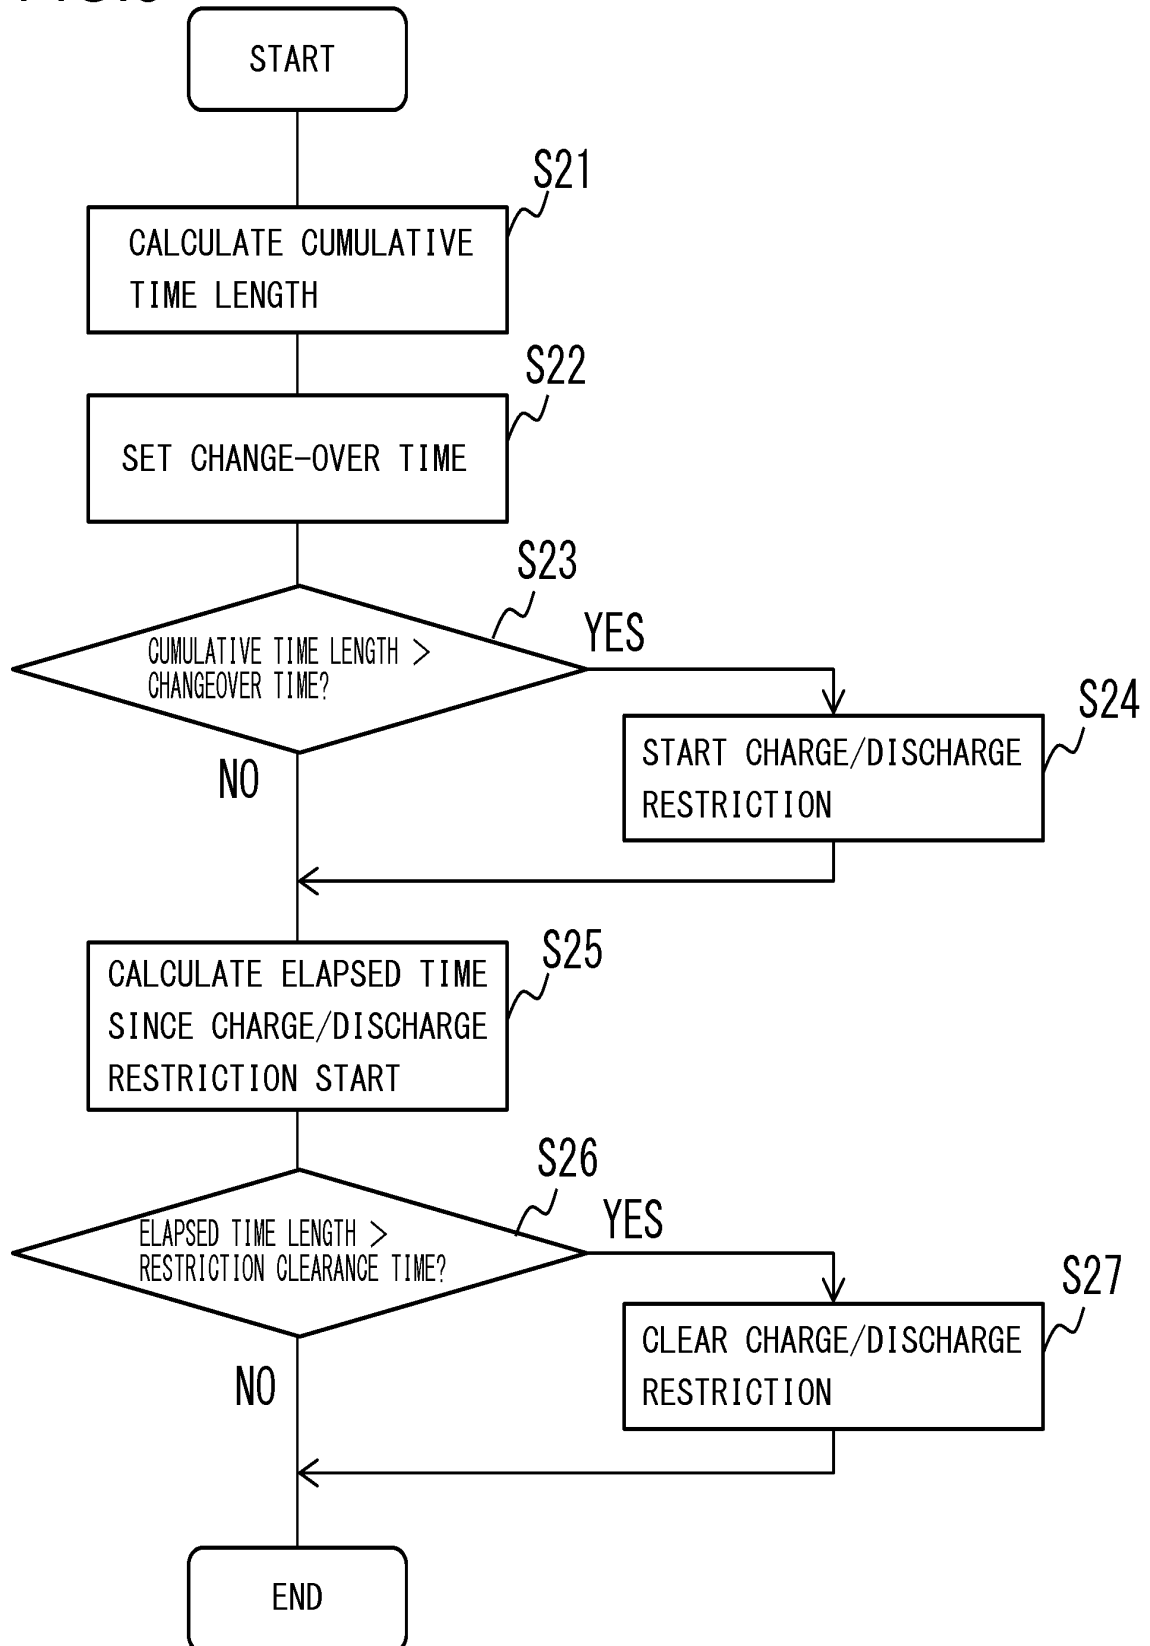 START
S21
CALCULATE CUMULATIVE
TIME LENGTH
S22
SET CHANGE-OVER TIME
S23
CUMULATIVE TIME LENGTH >
CHANGEOVER TIME?
YES
NO
S24
START CHARGE/DISCHARGE
RESTRICTION
S25
CALCULATE ELAPSED TIME
SINCE CHARGE/DISCHARGE
RESTRICTION START
S26
ELAPSED TIME LENGTH >
RESTRICTION CLEARANCE TIME?
YES
NO
S27
CLEAR CHARGE/DISCHARGE
RESTRICTION
END